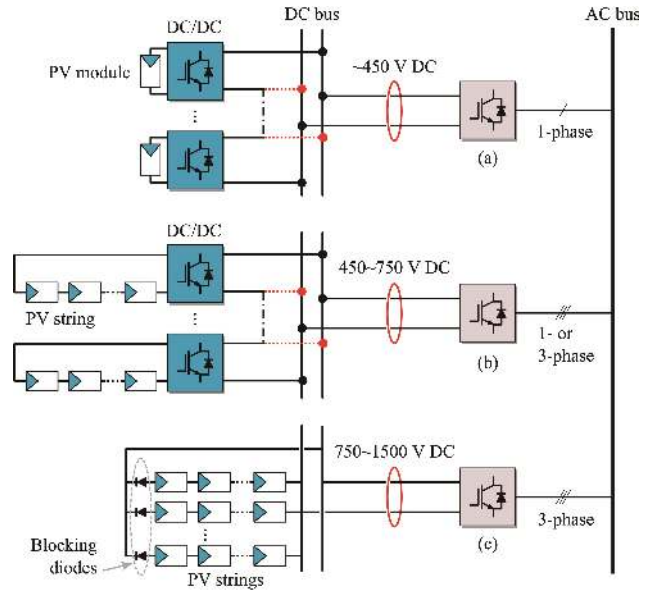 DC/DC
DC bus
AC bus
PV module
~450 V DC
(a)
1-phase
DC/DC
450~750 V DC
PV string
(b)
1- or
3-phase
750~1500 V DC
(c)
3-phase
Blocking
diodes
PV strings